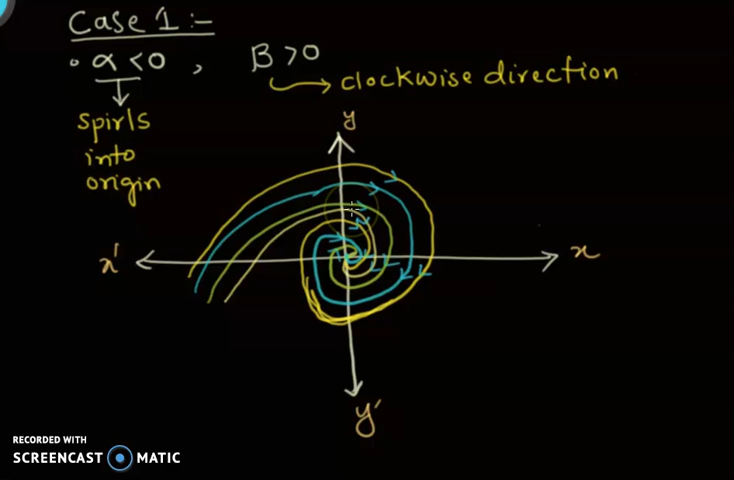 Case 1:-
• α <0 , β >0
clockwise direction
spirls
into
origin
y
x' x
y'
RECORDED WITH
SCREENCAST MATIC